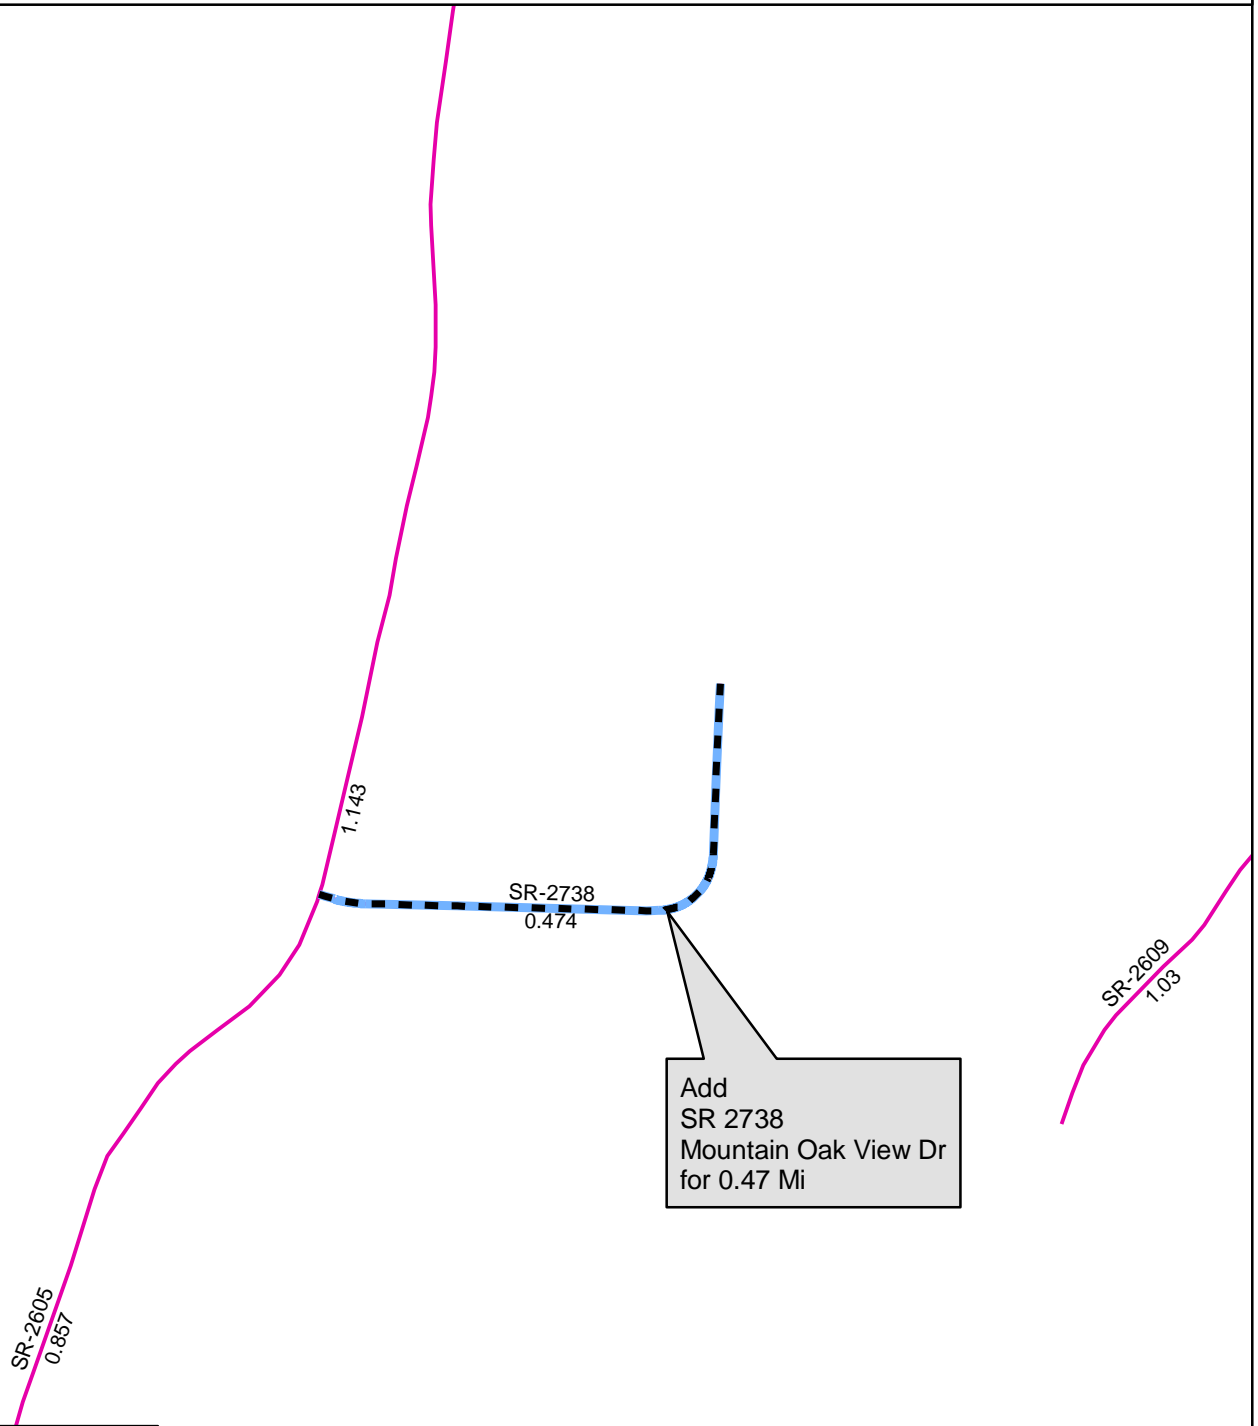 1.143
SR-2738
0.474
SR-2609
1.03
Add
SR 2738
Mountain Oak View Dr
for 0.47 Mi
SR-2605
0.857